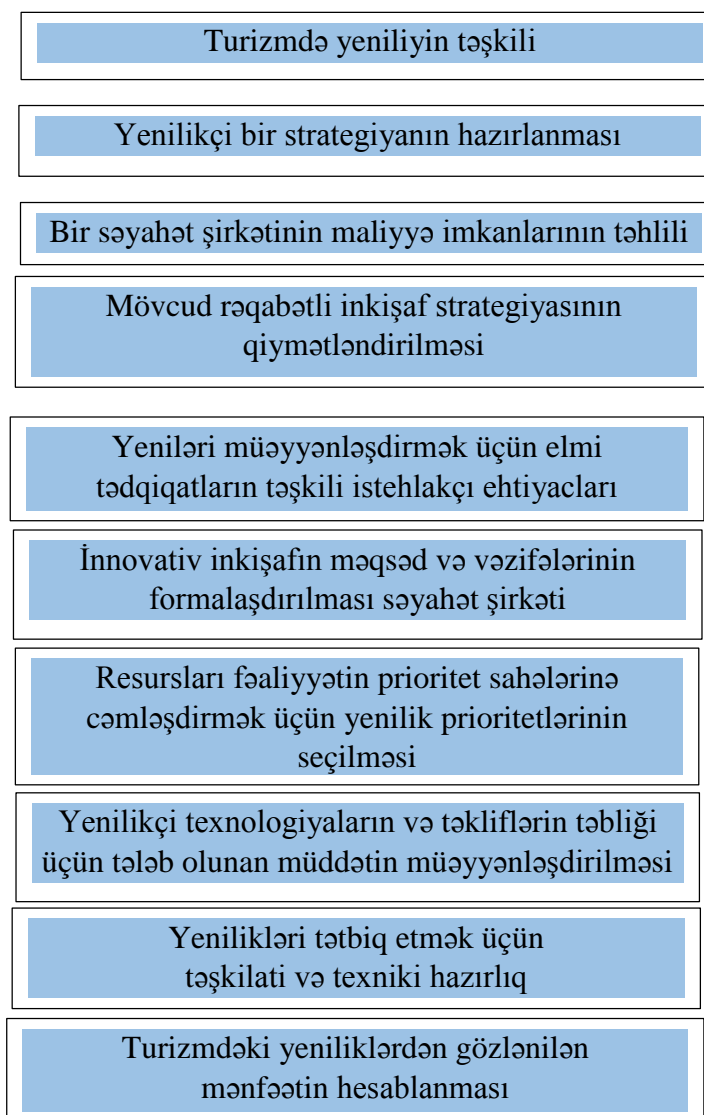 Turizmdə yeniliyin təşkili
Yenilikçi bir strategiyanın hazırlanması
Bir səyahət şirkətinin maliyyə imkanlarının təhlili
Mövcud rəqabətli inkişaf strategiyasının
qiymətləndirilməsi
Yeniləri müəyyənləşdirmək üçün elmi
tədqiqatların təşkili istehlakçı ehtiyacları
İnnovativ inkişafın məqsəd və vəzifələrinin
formalaşdırılması səyahət şirkəti
Resursları fəaliyyətin prioritet sahələrinə
cəmləşdirmək üçün yenilik prioritetlərinin
seçilməsi
Yenilikçi texnologiyaların və təkliflərin təbliği
üçün tələb olunan müddətin müəyyənləşdirilməsi
Yenilikləri tətbiq etmək üçün
təşkilati və texniki hazırlıq
Turizmdəki yeniliklərdən gözlənilən
mənfəətin hesablanması